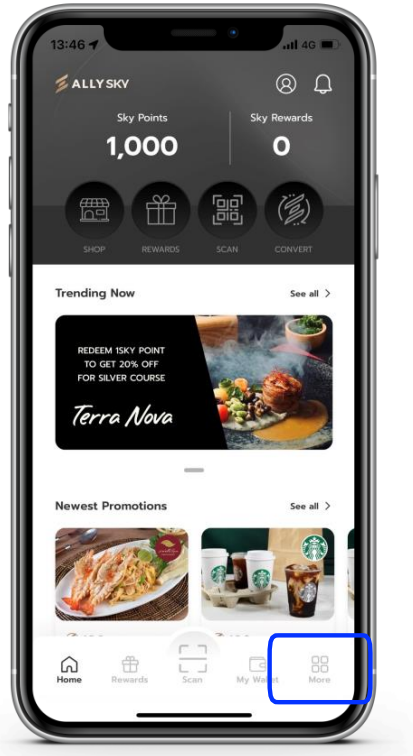 13:46
4G
ALLY SKY
Sky Points
Sky Rewards
1,000
0
SHOP
REWARDS
SCAN
CONVERT
Trending Now
See all >
REDEEM 1SKY POINT
TO GET 20% OFF
FOR SILVER COURSE
Terra Nova
Newest Promotions
See all >
Home
Rewards
Scan
My Wallet
More